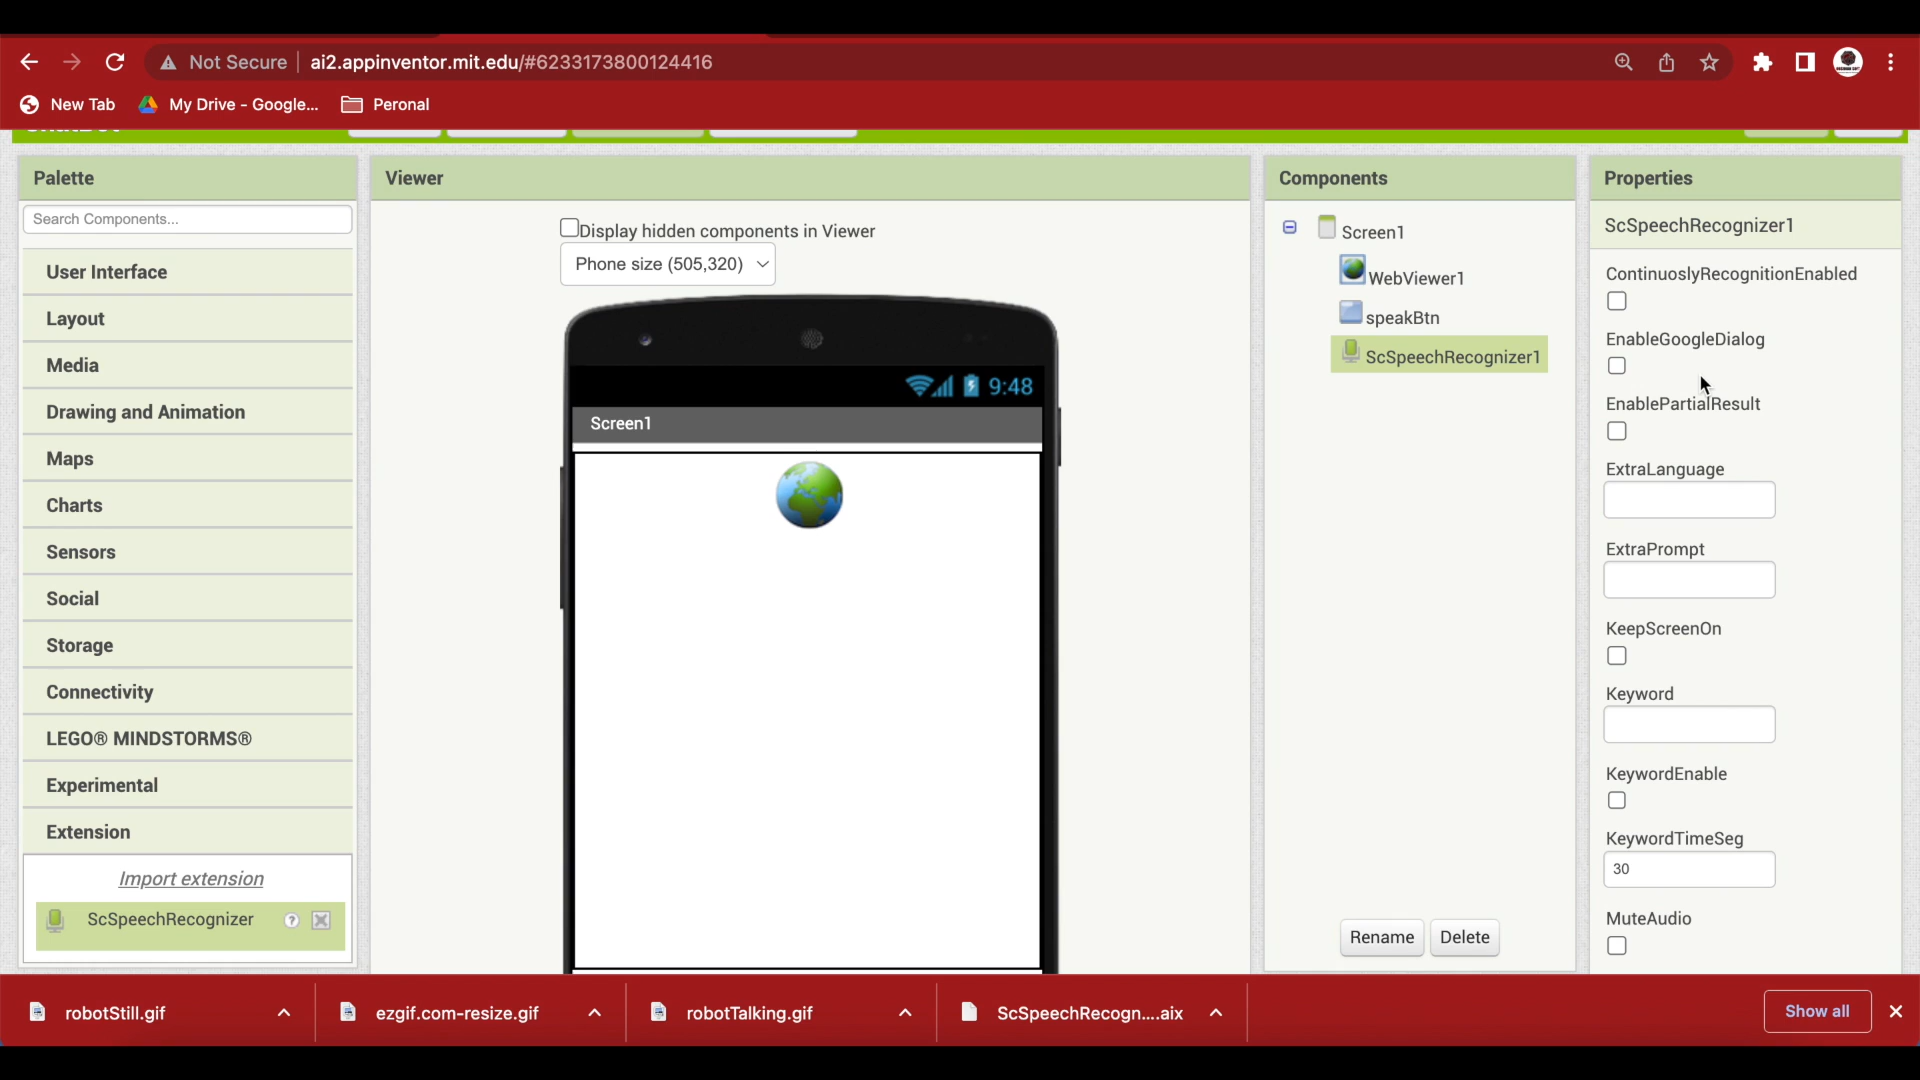 Not Secure
ai2.appinventor.mit.edu/#6233173800124416
New Tab
My Drive - Google...
Peronal
Palette
Viewer
Components
Properties
Search Components...
User Interface
Layout
Media
Drawing and Animation
Maps
Charts
Sensors
Social
Storage
Connectivity
LEGO® MINDSTORMS®
Experimental
Extension
Import extension
ScSpeechRecognizer
?
Display hidden components in Viewer
Phone size (505,320)
9:48
Screen1
Screen1
WebViewer1
speakBtn
ScSpeechRecognizer1
Rename
Delete
ScSpeechRecognizer1
ContinuoslyRecognitionEnabled
EnableGoogleDialog
EnablePartialResult
ExtraLanguage
ExtraPrompt
KeepScreenOn
Keyword
KeywordEnable
KeywordTimeSeg
30
MuteAudio
robotStill.gif
ezgif.com-resize.gif
robotTalking.gif
ScSpeechRecogn....aix
Show all